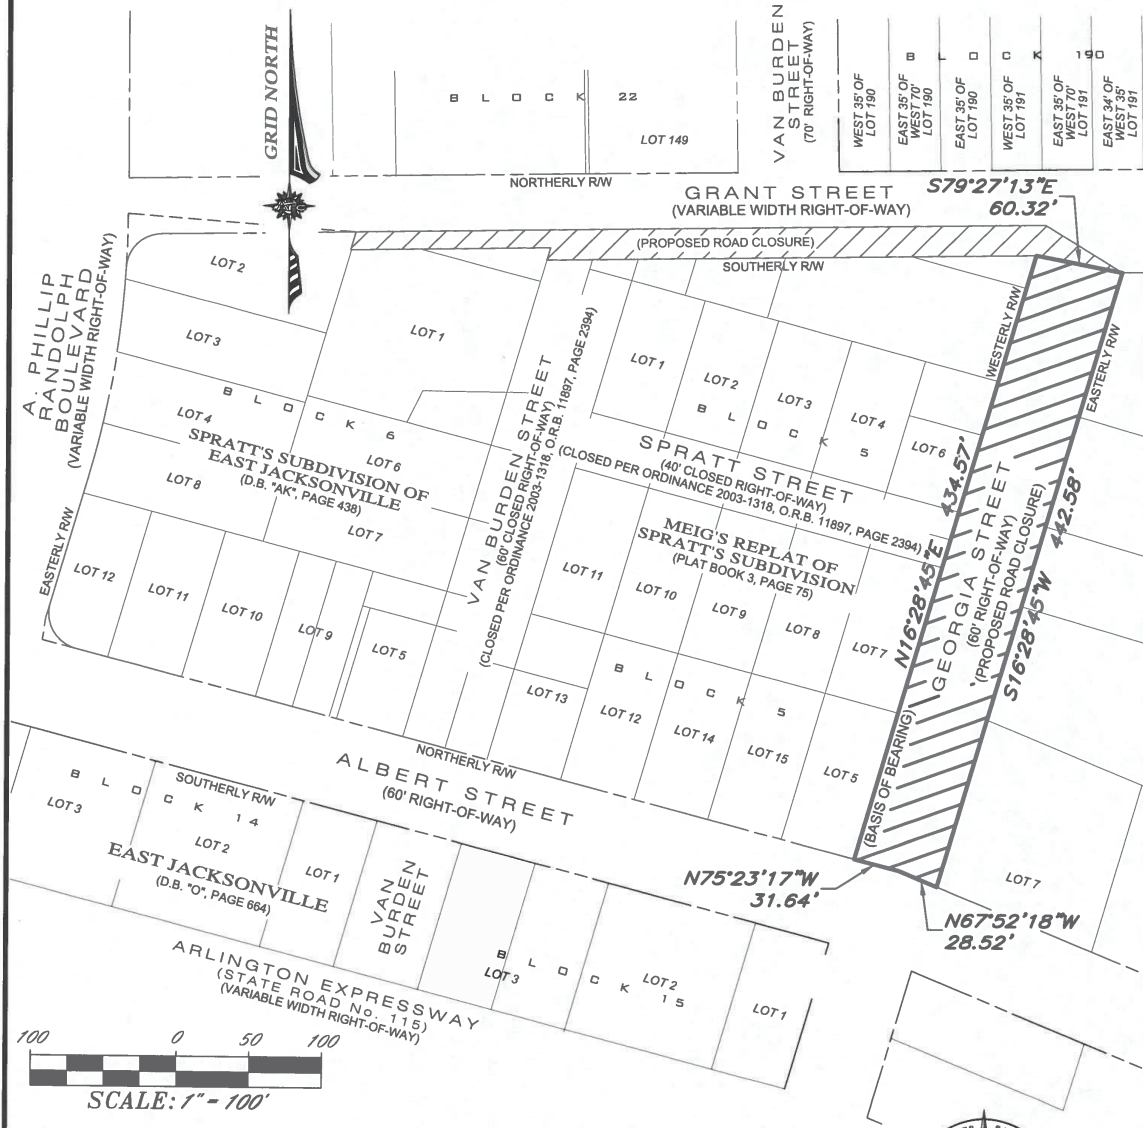 GRID NORTH
B L O C K 22
LOT 149
NORTHERLY R/W
VAN BURDEN
STREET
(70' RIGHT-OF-WAY)
B L O C K 190
WEST 35' OF
LOT 190
EAST 35' OF
WEST 70'
LOT 190
EAST 35' OF
LOT 190
WEST 35' OF
LOT 191
EAST 35' OF
WEST 70'
LOT 191
EAST 34' OF
WEST 35'
LOT 191
GRANT STREET
(VARIABLE WIDTH RIGHT-OF-WAY)
S79°27'13"E
60.32'
(PROPOSED ROAD CLOSURE)
SOUTHERLY R/W
A. PHILLIP
RANDOLPH
BOULEVARD
(VARIABLE WIDTH RIGHT-OF-WAY)
EASTERLY R/W
LOT 2
LOT 3
LOT 1
LOT 4
B L O C K 6
SPRATT'S SUBDIVISION OF
EAST JACKSONVILLE
(D.B. "AK", PAGE 438)
LOT 6
LOT 8
LOT 7
LOT 12
LOT 11
LOT 10
LOT 9
LOT 5
VAN BURDEN STREET
(60' CLOSED RIGHT-OF-WAY)
(CLOSED PER ORDINANCE 2003-1318, O.R.B. 11897, PAGE 2394)
LOT 1
LOT 2
LOT 3
LOT 4
B L O C K 5
LOT 6
SPRATT STREET
(40' CLOSED RIGHT-OF-WAY)
(CLOSED PER ORDINANCE 2003-1318, O.R.B. 11897, PAGE 2394)
MEIG'S REPLAT OF
SPRATT'S SUBDIVISION
(PLAT BOOK 3, PAGE 75)
LOT 11
LOT 10
LOT 9
LOT 8
LOT 7
B L O C K 5
LOT 13
LOT 12
LOT 14
LOT 15
LOT 5
WESTERLY R/W
EASTERLY R/W
N16°28'45"E 434.57'
(BASIS OF BEARING)
GEORGIA STREET
(60' RIGHT-OF-WAY)
(PROPOSED ROAD CLOSURE)
S16°28'45"W 442.58'
LOT 7
N75°23'17"W
31.64'
N67°52'18"W
28.52'
NORTHERLY R/W
ALBERT STREET
(60' RIGHT-OF-WAY)
SOUTHERLY R/W
B L O C K 14
LOT 3
LOT 2
LOT 1
EAST JACKSONVILLE
(D.B. "O", PAGE 664)
VAN
BURDEN
STREET
B L O C K 15
LOT 3
LOT 2
LOT 1
ARLINGTON EXPRESSWAY
(STATE ROAD No. 115)
(VARIABLE WIDTH RIGHT-OF-WAY)
100 0 50 100
SCALE: 1" = 100'